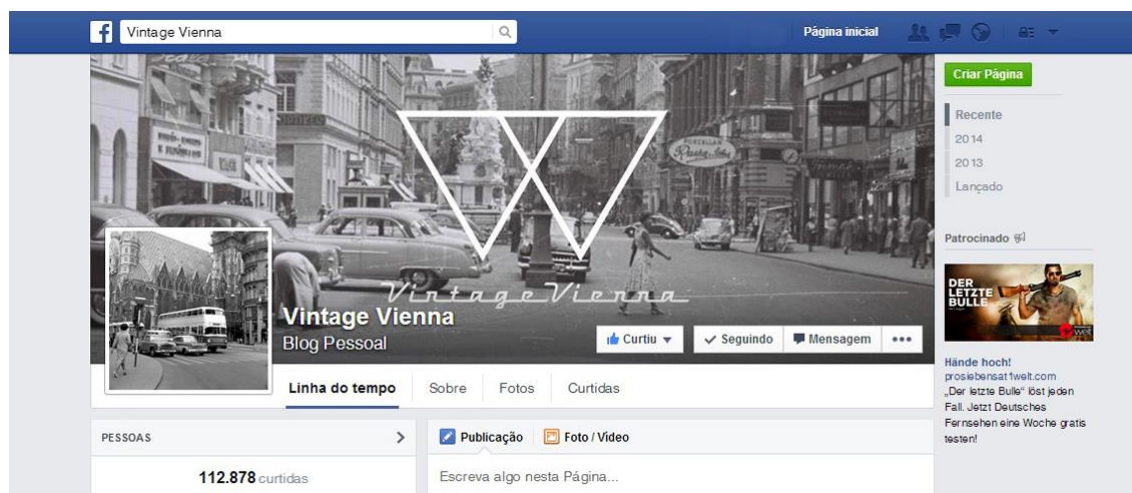 Vintage Vienna
Página inicial
Criar Página
Recente
2014
2013
Lançado
Patrocinado
DER
LETZTE
BULLE
welt
Hände hoch!
prosiebensat1welt.com
„Der letzte Bulle“ löst jeden
Fall. Jetzt Deutsches
Fernsehen eine Woche gratis
testen!
VintageVienna
Vintage Vienna
Blog Pessoal
Curtiu
Seguindo
Mensagem
Linha do tempo
Sobre
Fotos
Curtidas
PESSOAS
112.878 curtidas
Publicação
Foto / Vídeo
Escreva algo nesta Página...